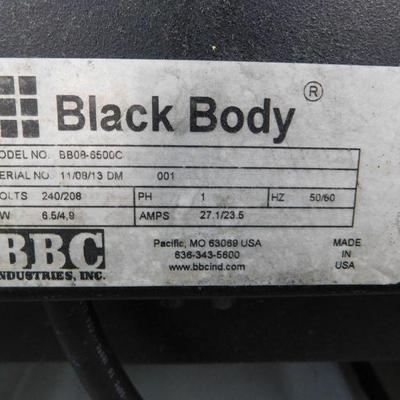 Black Body ®
ODEL NO. BB08-6500C
ERIAL NO. 11/08/13 DM 001
OLTS 240/208 PH 1 HZ 50/60
W 6.5/4.9 AMPS 27.1/23.5
BBC
INDUSTRIES, INC.
Pacific, MO 63069 USA
636-343-5600
www.bbcind.com
MADE
IN
USA